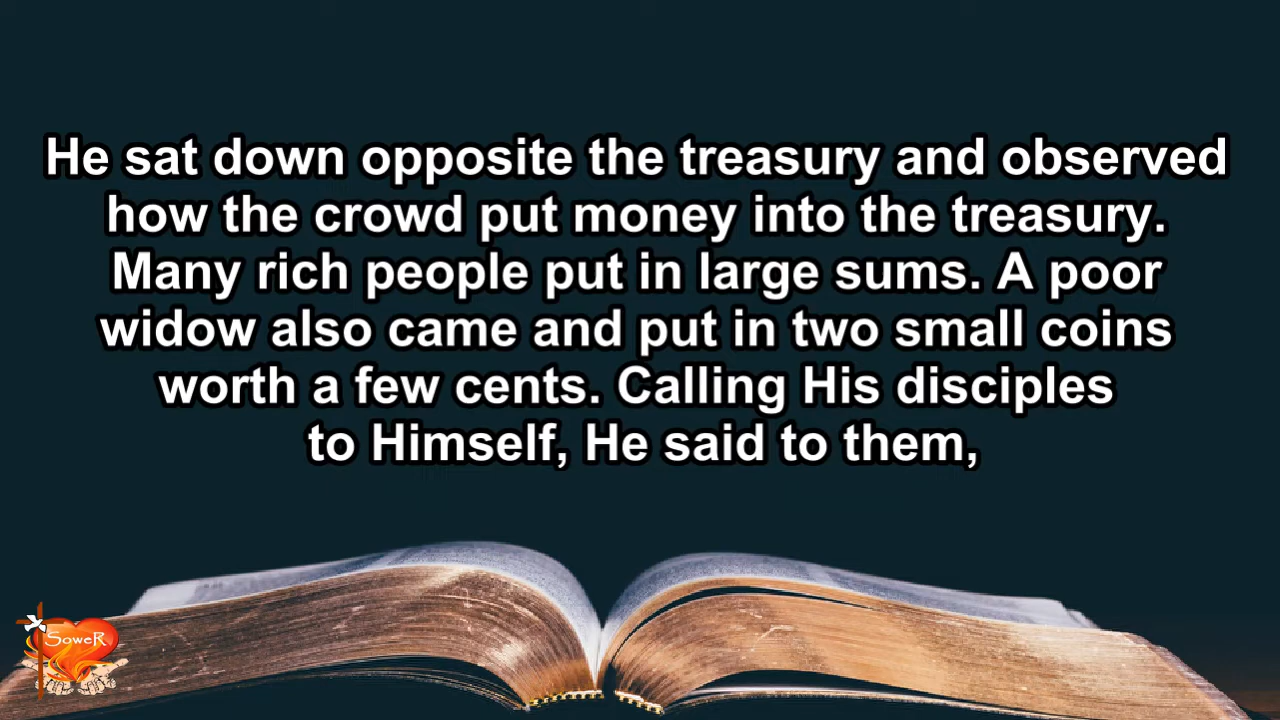 He sat down opposite the treasury and observed
how the crowd put money into the treasury.
Many rich people put in large sums. A poor
widow also came and put in two small coins
worth a few cents. Calling His disciples
to Himself, He said to them,
SoweR